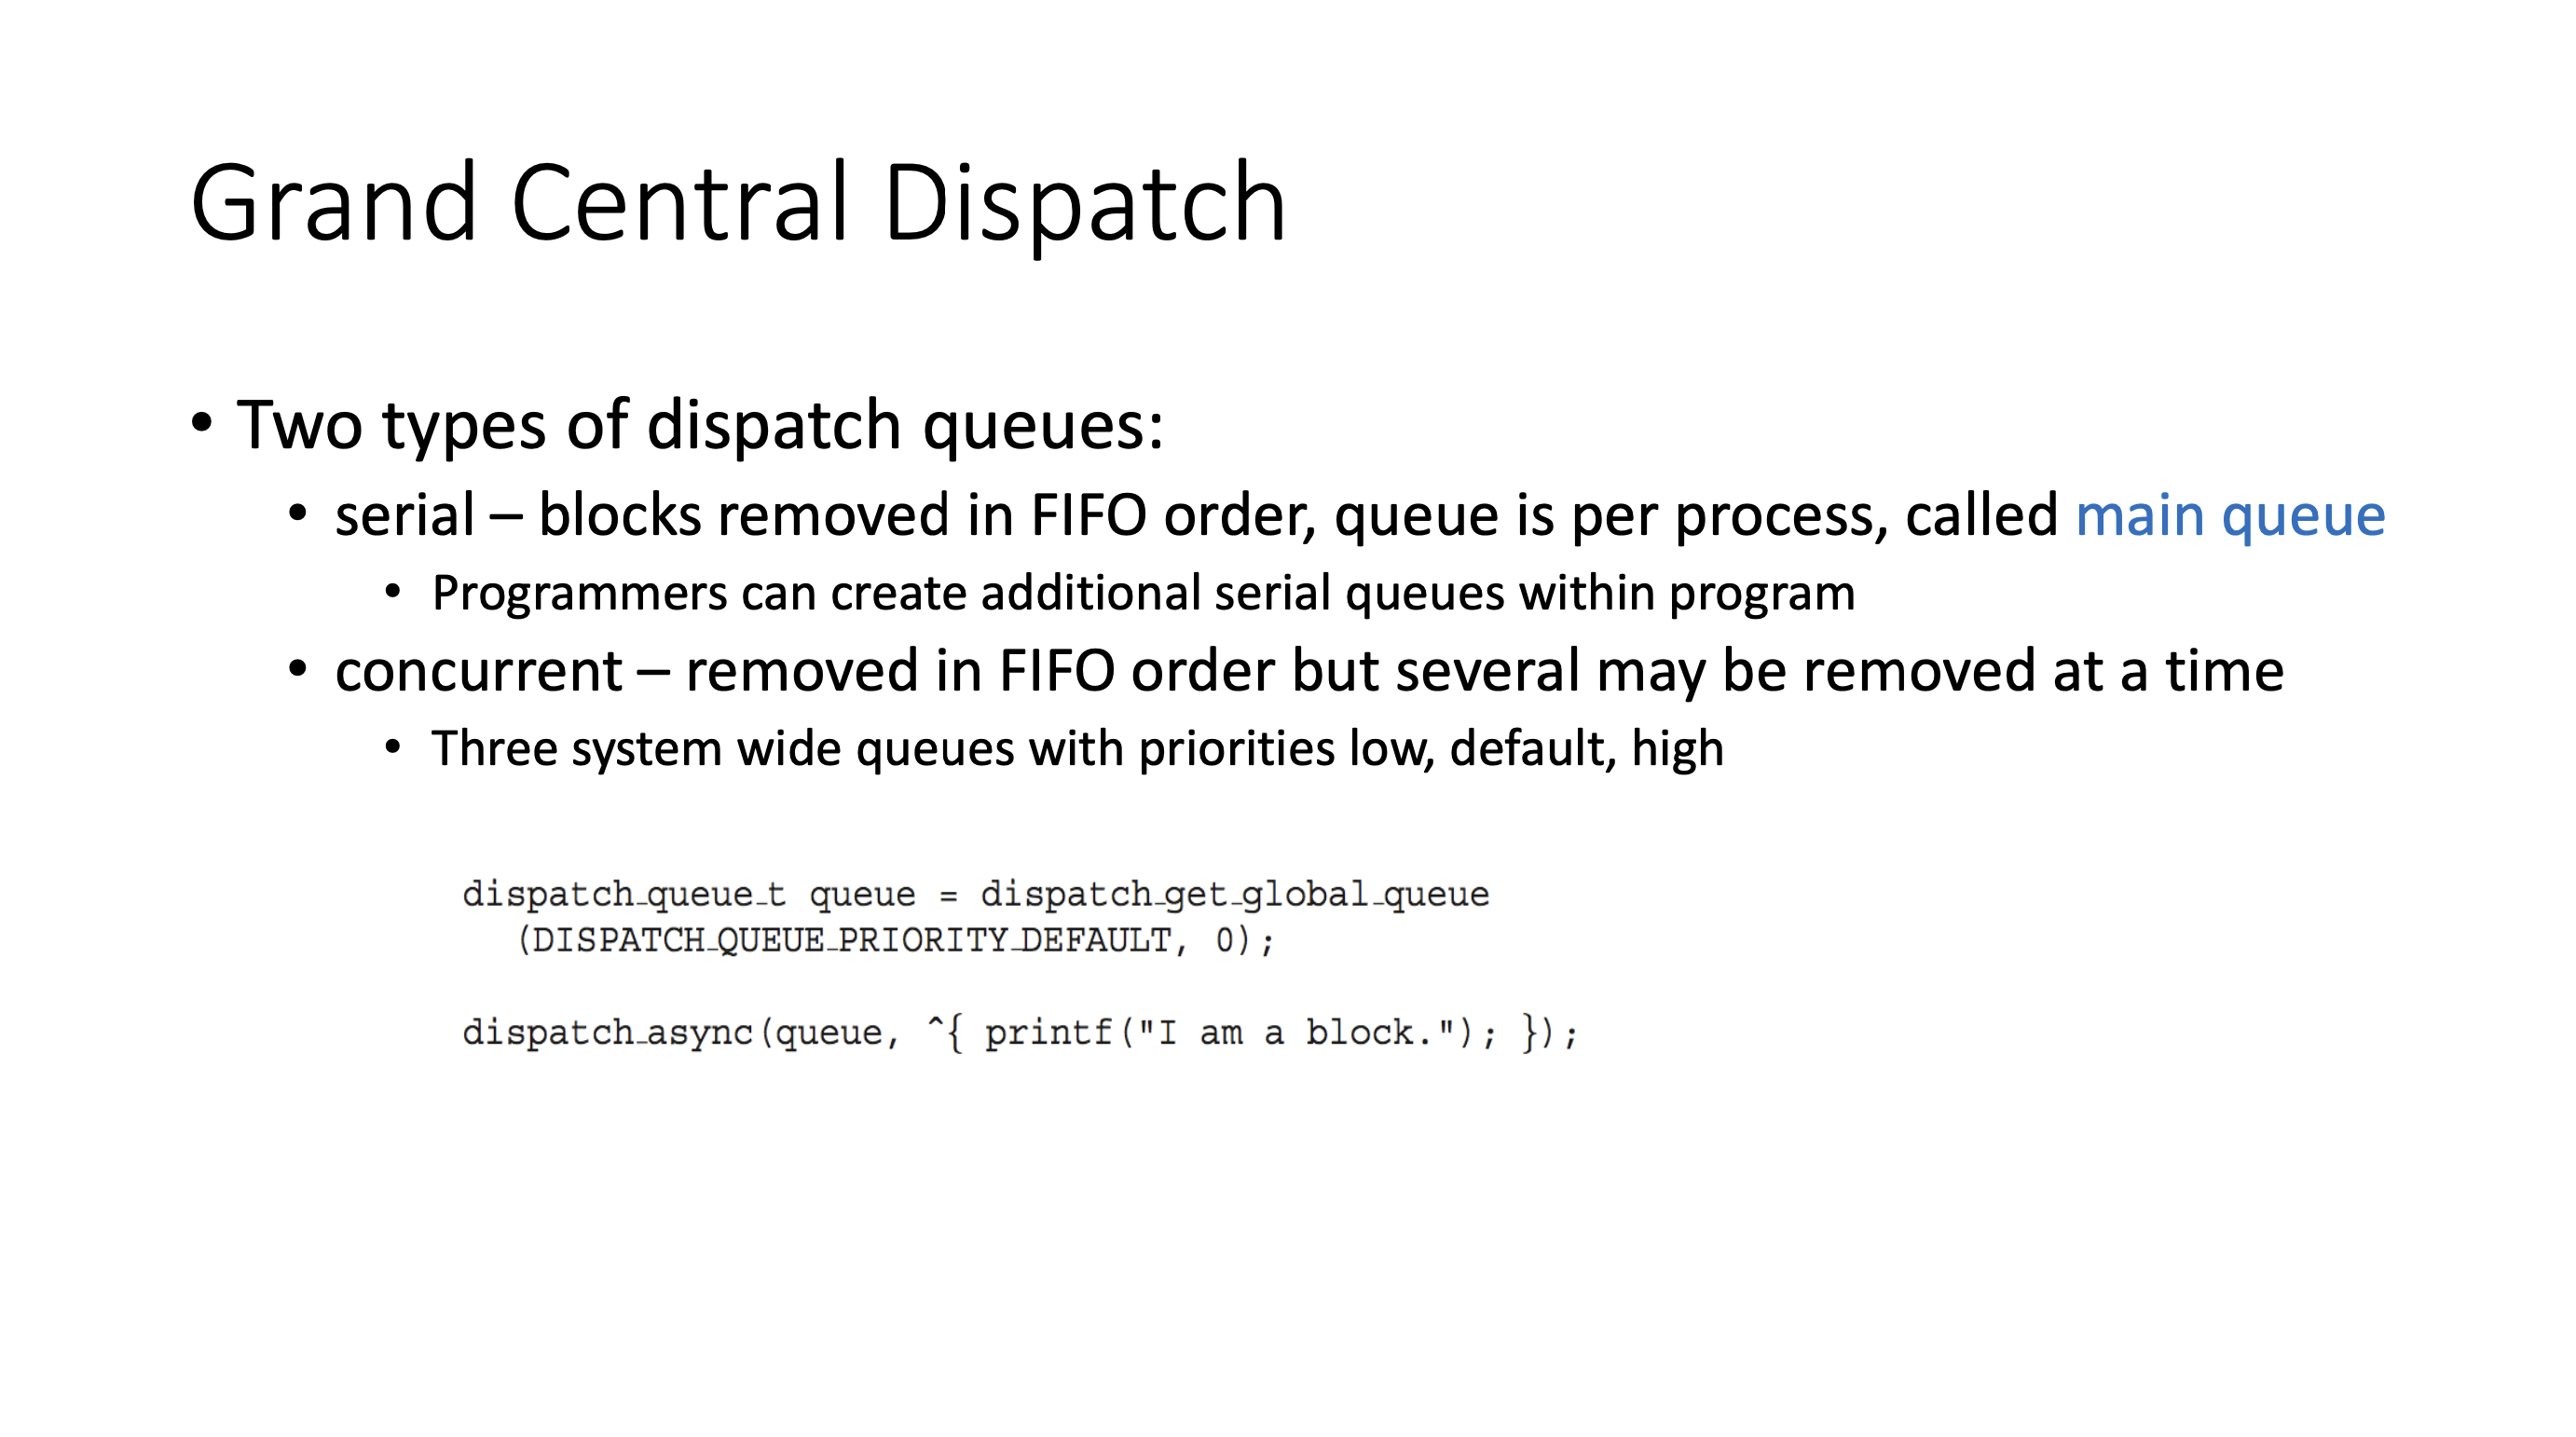 Grand Central Dispatch
• Two types of dispatch queues:
• serial – blocks removed in FIFO order, queue is per process, called main queue
• Programmers can create additional serial queues within program
• concurrent – removed in FIFO order but several may be removed at a time
• Three system wide queues with priorities low, default, high
dispatch_queue_t queue = dispatch_get_global_queue
(DISPATCH_QUEUE_PRIORITY_DEFAULT, 0);
dispatch_async(queue, ^{ printf("I am a block."); });